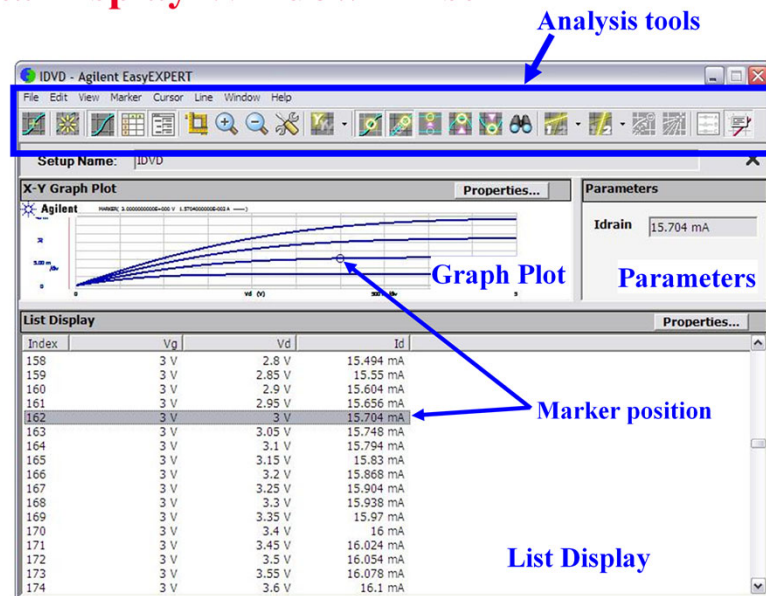 Analysis tools
IDVD - Agilent EasyEXPERT
File Edit View Marker Cursor Line Window Help
Setup Name: IDVD
X-Y Graph Plot Properties... Parameters
Agilent
Idrain 15.704 mA
Graph Plot Parameters
Vd (V)
List Display Properties...
Index Vg Vd Id
158 3 V 2.8 V 15.494 mA
159 3 V 2.85 V 15.55 mA
160 3 V 2.9 V 15.604 mA
161 3 V 2.95 V 15.656 mA
162 3 V 3 V 15.704 mA
163 3 V 3.05 V 15.748 mA
164 3 V 3.1 V 15.794 mA
165 3 V 3.15 V 15.83 mA
166 3 V 3.2 V 15.868 mA
167 3 V 3.25 V 15.904 mA
168 3 V 3.3 V 15.938 mA
169 3 V 3.35 V 15.97 mA
170 3 V 3.4 V 16 mA
171 3 V 3.45 V 16.024 mA
172 3 V 3.5 V 16.054 mA
173 3 V 3.55 V 16.078 mA
174 3 V 3.6 V 16.1 mA
Marker position
List Display